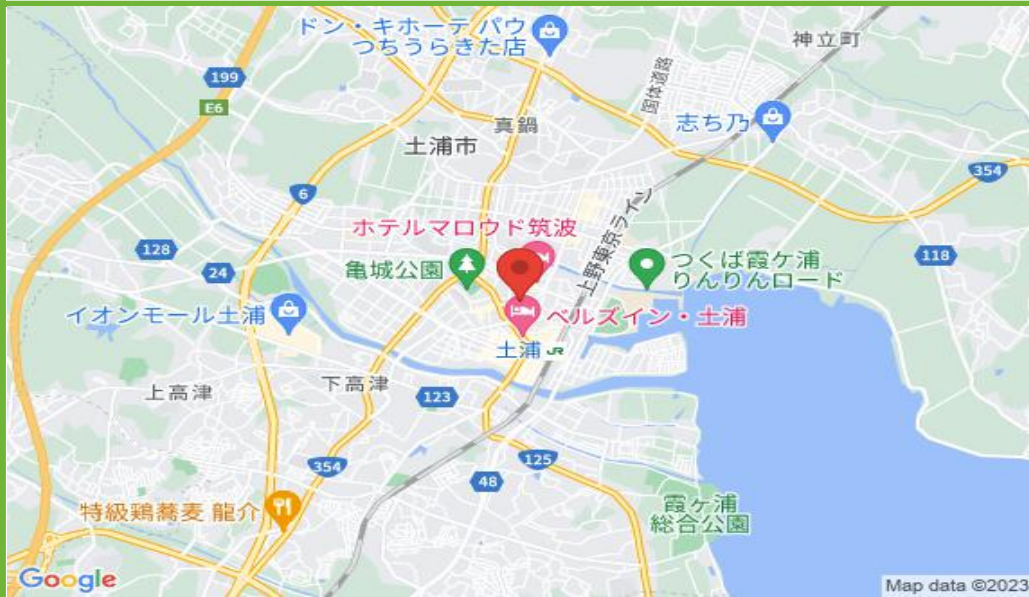 ドン・キホーテ パウ
つちうらきた店
神立町
199
E6
国体道路
真鍋
志ち乃
土浦市
354
6
上野東京ライン
ホテルマロウド筑波
128
24
亀城公園
つくば霞ケ浦
りんりんロード
118
イオンモール土浦
ベルズイン・土浦
土浦 JR
上高津
下高津
123
354
125
48
特級鶏蕎麦 龍介
霞ケ浦
総合公園
Google
Map data ©2023